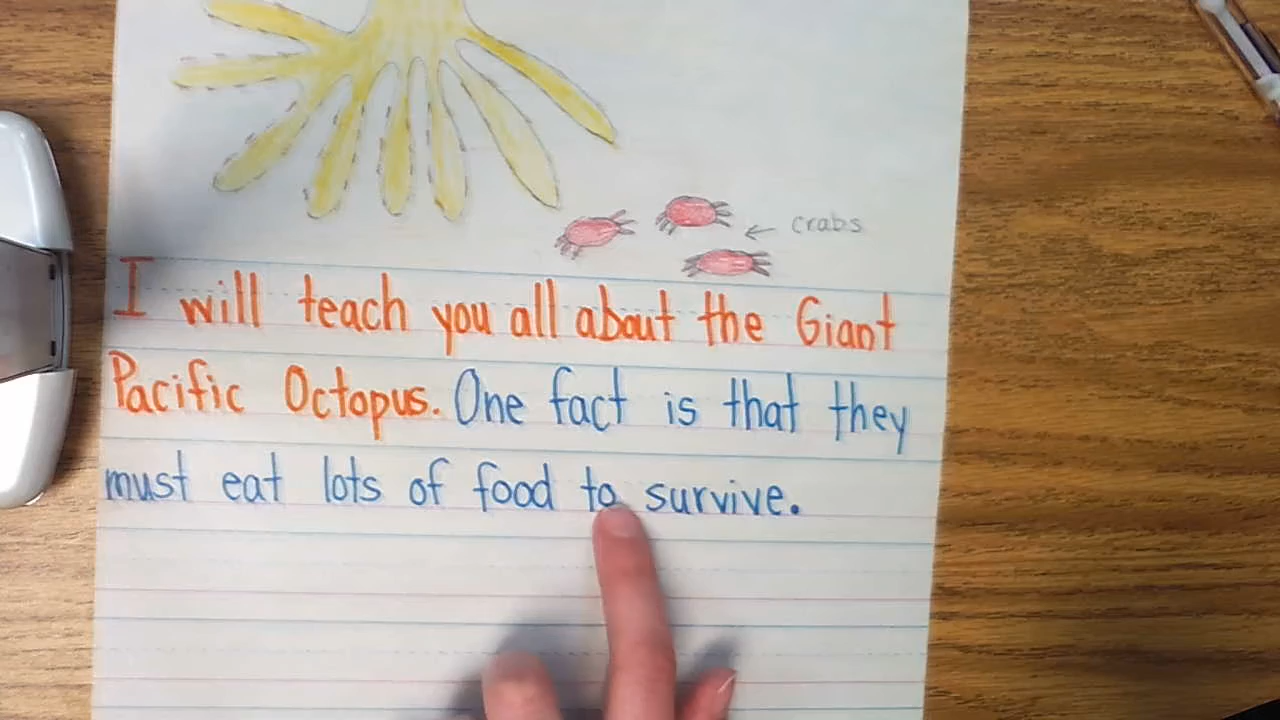 crabs
I will teach you all about the Giant
Pacific Octopus. One fact is that they
must eat lots of food to survive.